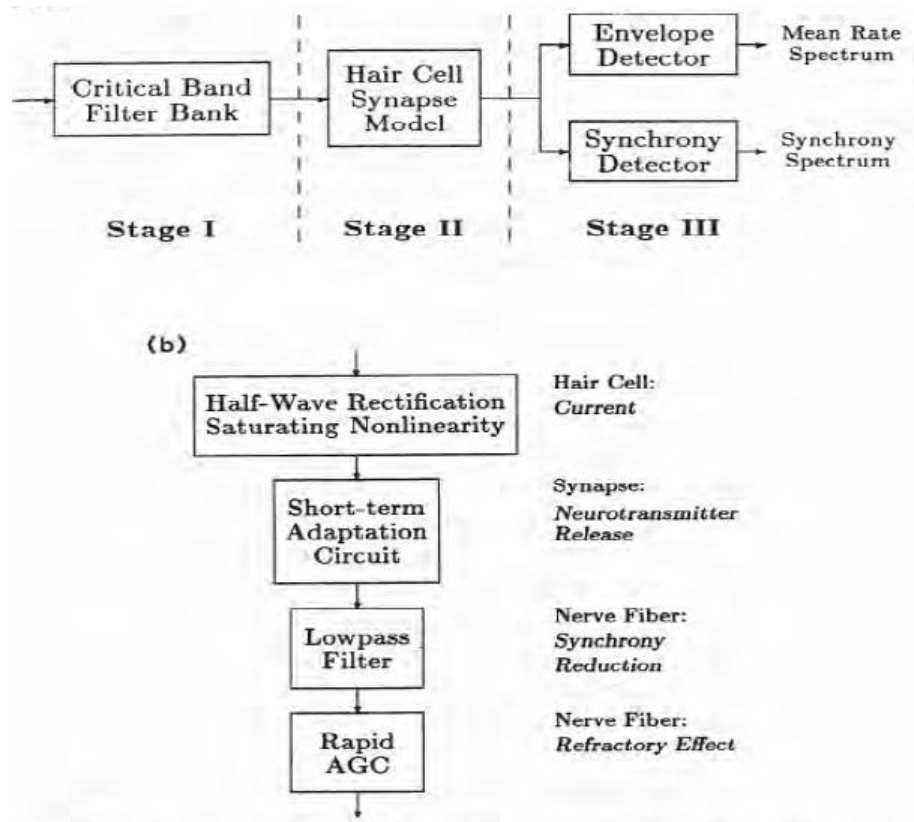 Critical Band
Filter Bank
Hair Cell
Synapse
Model
Envelope
Detector
Mean Rate
Spectrum
Synchrony
Detector
Synchrony
Spectrum
Stage I
Stage II
Stage III
(b)
Half-Wave Rectification
Saturating Nonlinearity
Hair Cell:
Current
Short-term
Adaptation
Circuit
Synapse:
Neurotransmitter
Release
Lowpass
Filter
Nerve Fiber:
Synchrony
Reduction
Rapid
AGC
Nerve Fiber:
Refractory Effect